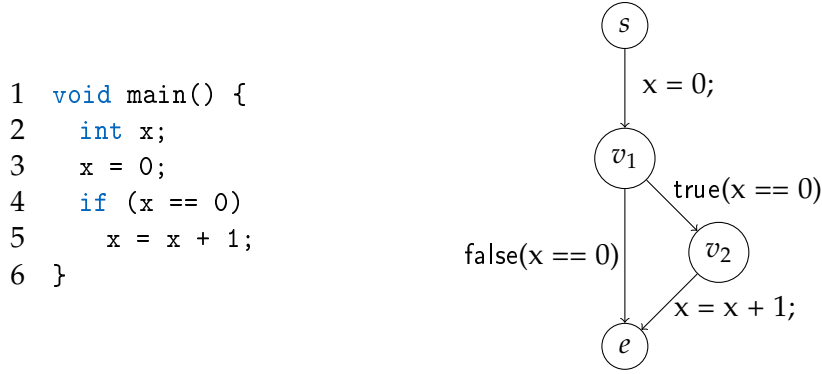 1 void main() {
2 int x;
3 x = 0;
4 if (x == 0)
5 x = x + 1;
6 }
s
x = 0;
v₁
true(x == 0)
false(x == 0)
v₂
x = x + 1;
e